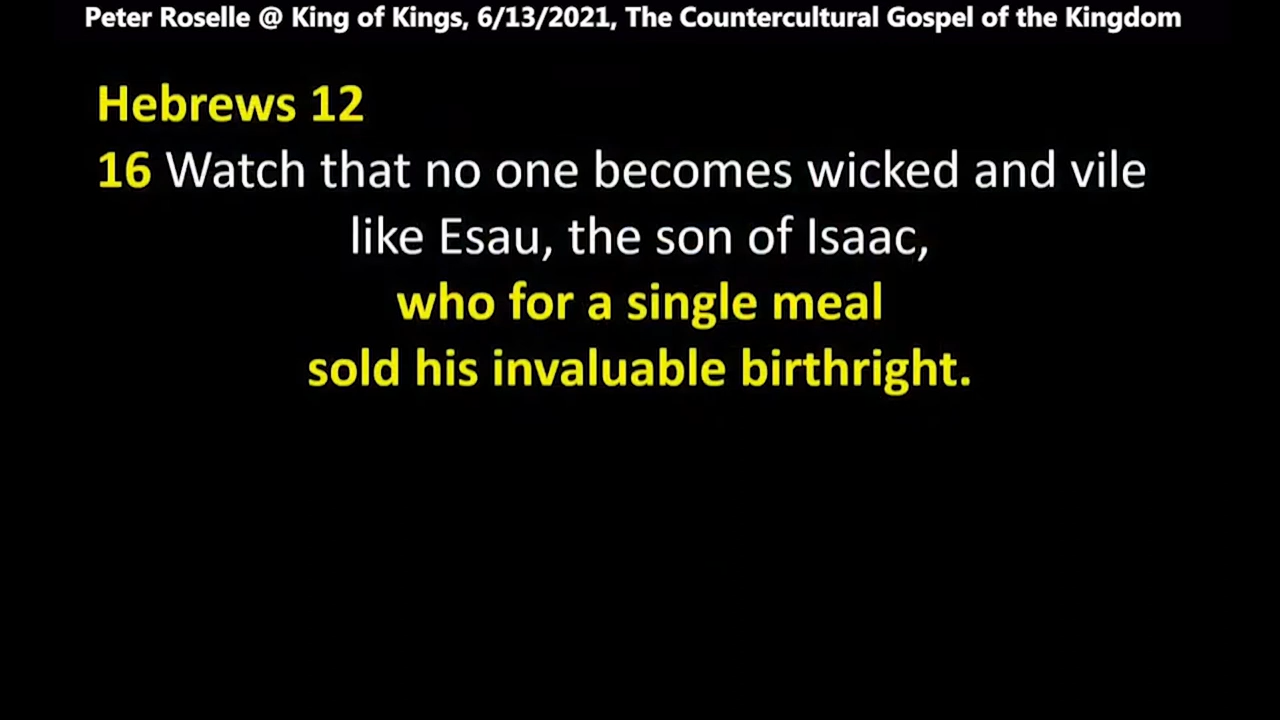 Peter Roselle @ King of Kings, 6/13/2021, The Countercultural Gospel of the Kingdom
Hebrews 12
16 Watch that no one becomes wicked and vile
like Esau, the son of Isaac,
who for a single meal
sold his invaluable birthright.